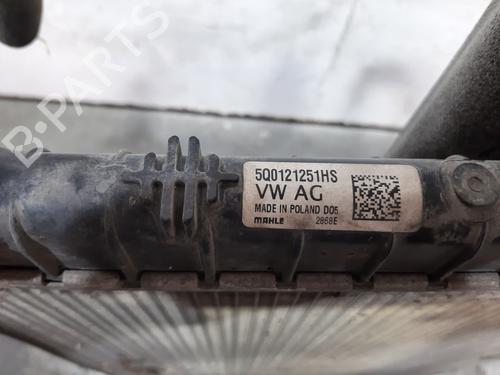 5Q0121251HS
VW AG
MADE IN POLAND D05
MAHLE 2868E
B-PARTS